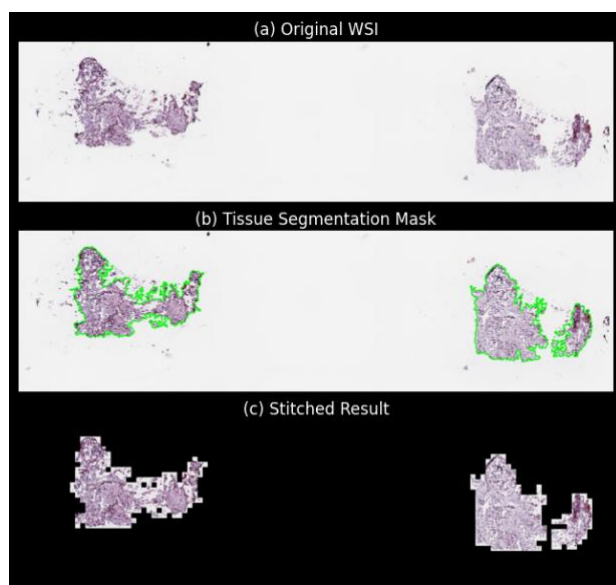 (a) Original WSI
(b) Tissue Segmentation Mask
(c) Stitched Result